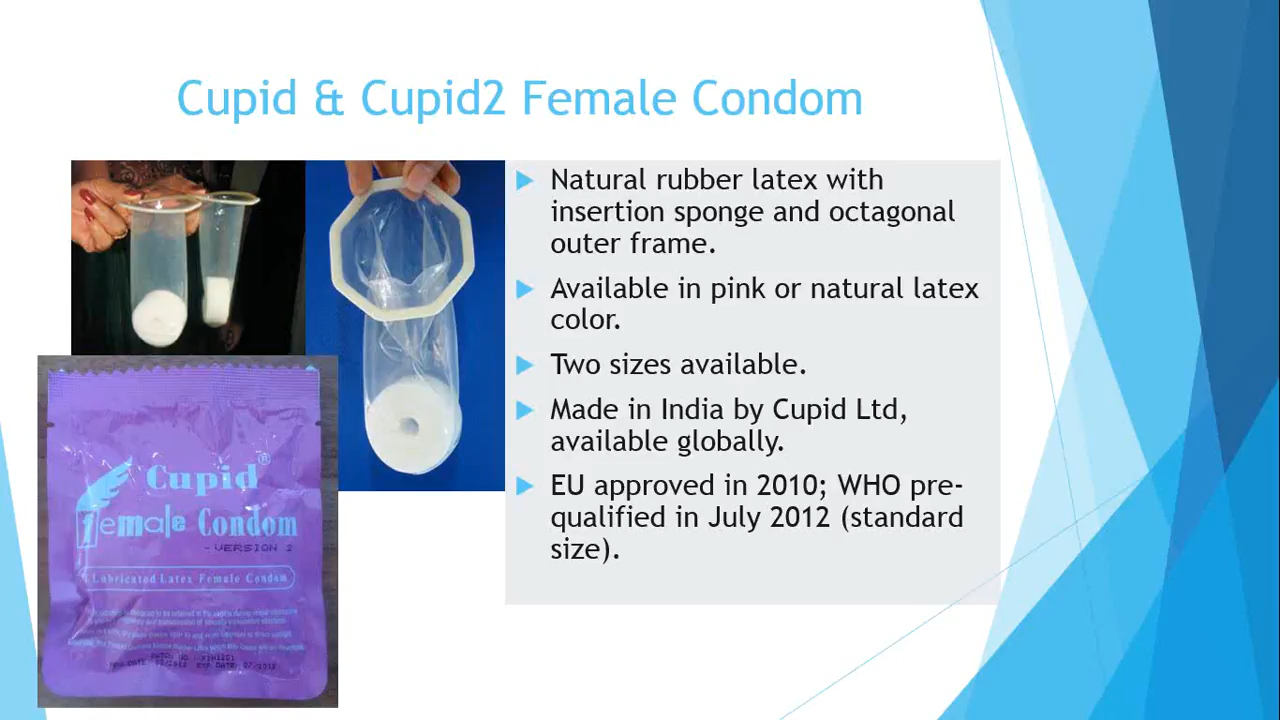 Cupid & Cupid2 Female Condom
Natural rubber latex with
insertion sponge and octagonal
outer frame.
Available in pink or natural latex
color.
Two sizes available.
Made in India by Cupid Ltd,
available globally.
EU approved in 2010; WHO pre-
qualified in July 2012 (standard
size).
Cupid®
female Condom
- VERSION 2
Lubricated Latex Female Condom